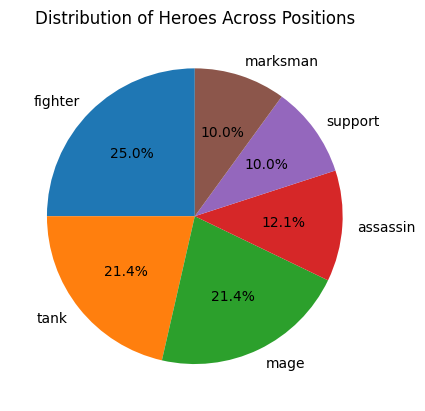 Distribution of Heroes Across Positions
marksman
fighter
support
10.0%
25.0%
10.0%
12.1%
assassin
21.4%
21.4%
tank
mage